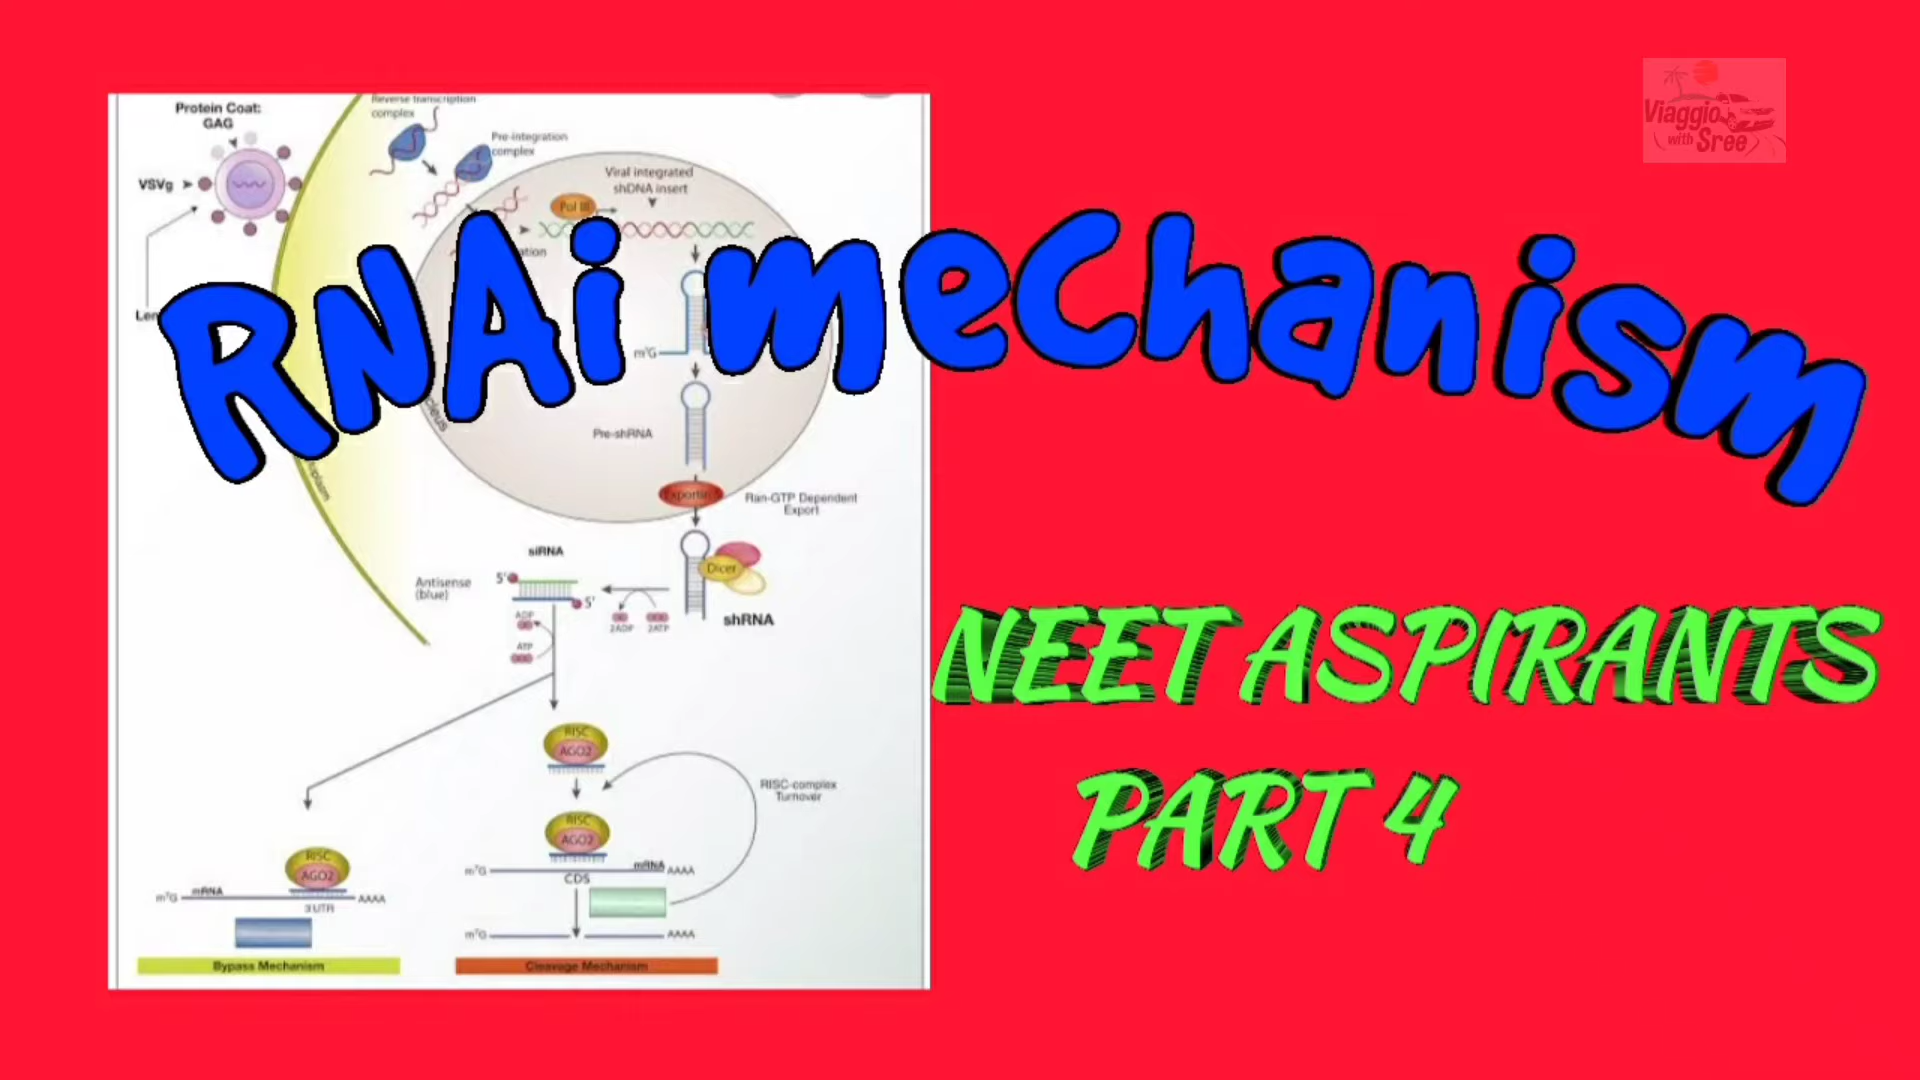 Viaggio
with Sree
RNAi mechanism
NEET ASPIRANTS
PART 4
Protein Coat:
GAG
VSVg
Reverse transcription
complex
Pre-integration
complex
Viral integrated
shDNA insert
Pol III
m⁷G
Pre-shRNA
Exportin 5
Ran-GTP Dependent
Export
Dicer
shRNA
siRNA
Antisense
(blue)
5'
5'
ADP
ATP
2ADP
2ATP
RISC
AGO2
RISC-complex
Turnover
RISC
AGO2
m⁷G
mRNA
AAAA
CDS
m⁷G
AAAA
RISC
AGO2
m⁷G
mRNA
AAAA
3'UTR
Bypass Mechanism
Cleavage Mechanism